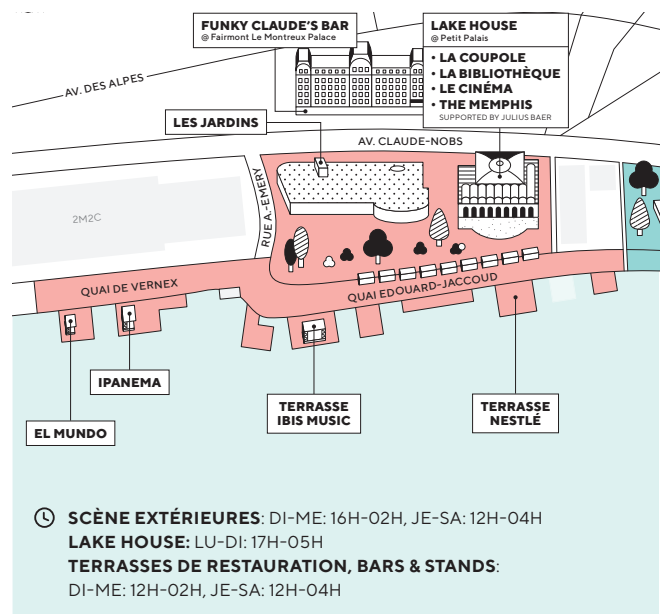 FUNKY CLAUDE'S BAR
@ Fairmont Le Montreux Palace
LAKE HOUSE
@ Petit Palais
• LA COUPOLE
• LA BIBLIOTHÈQUE
• LE CINÉMA
• THE MEMPHIS
SUPPORTED BY JULIUS BAER
AV. DES ALPES
LES JARDINS
AV. CLAUDE-NOBS
RUE A.-EMERY
2M2C
QUAI DE VERNEX
QUAI EDOUARD-JACCOUD
IPANEMA
EL MUNDO
TERRASSE
IBIS MUSIC
TERRASSE
NESTLÉ
SCÈNE EXTÉRIEURES: DI-ME: 16H-02H, JE-SA: 12H-04H
LAKE HOUSE: LU-DI: 17H-05H
TERRASSES DE RESTAURATION, BARS & STANDS:
DI-ME: 12H-02H, JE-SA: 12H-04H